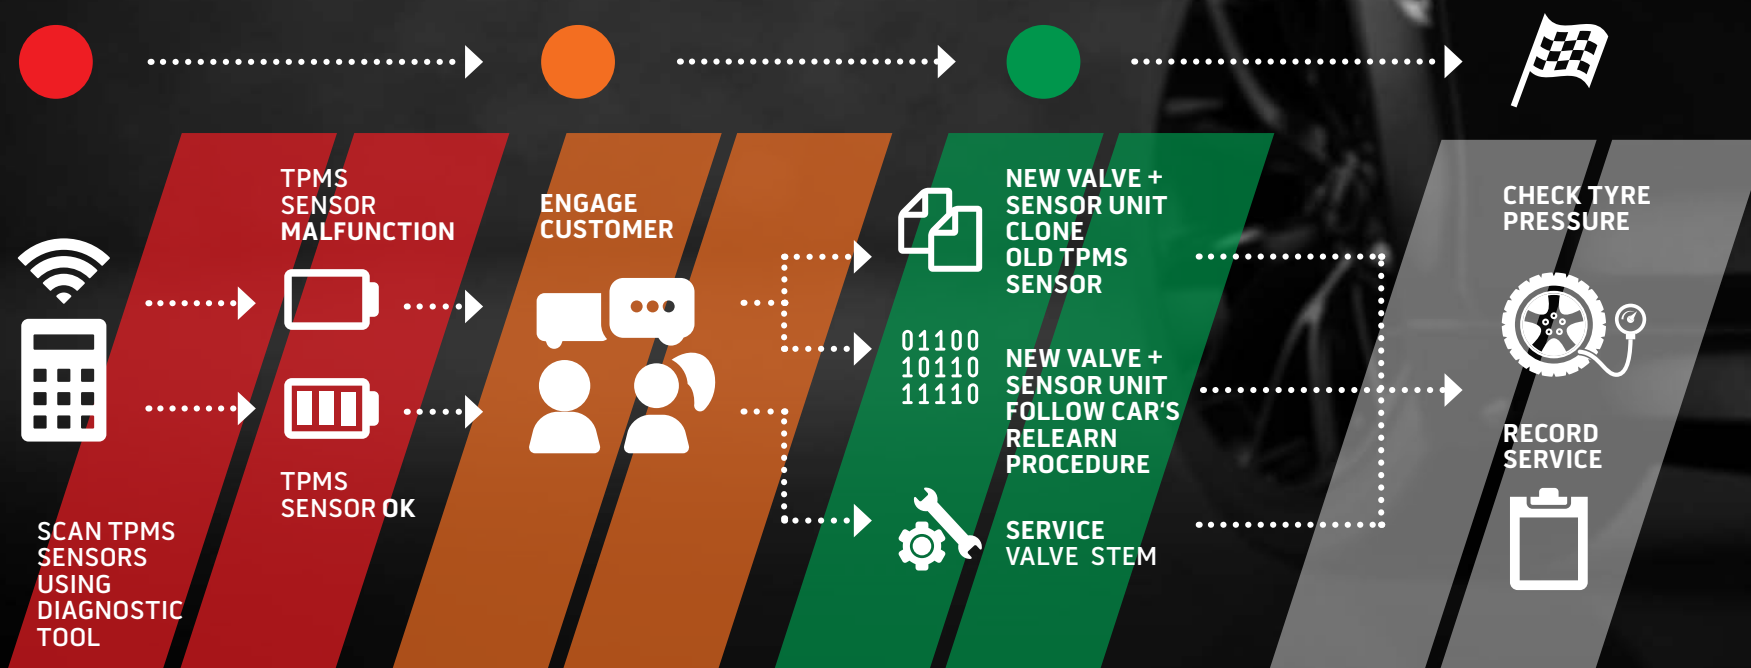 SCAN TPMS
SENSORS
USING
DIAGNOSTIC
TOOL
TPMS
SENSOR
MALFUNCTION
TPMS
SENSOR OK
ENGAGE
CUSTOMER
NEW VALVE +
SENSOR UNIT
CLONE
OLD TPMS
SENSOR
01100
10110
11110
NEW VALVE +
SENSOR UNIT
FOLLOW CAR'S
RELEARN
PROCEDURE
SERVICE
VALVE STEM
CHECK TYRE
PRESSURE
RECORD
SERVICE